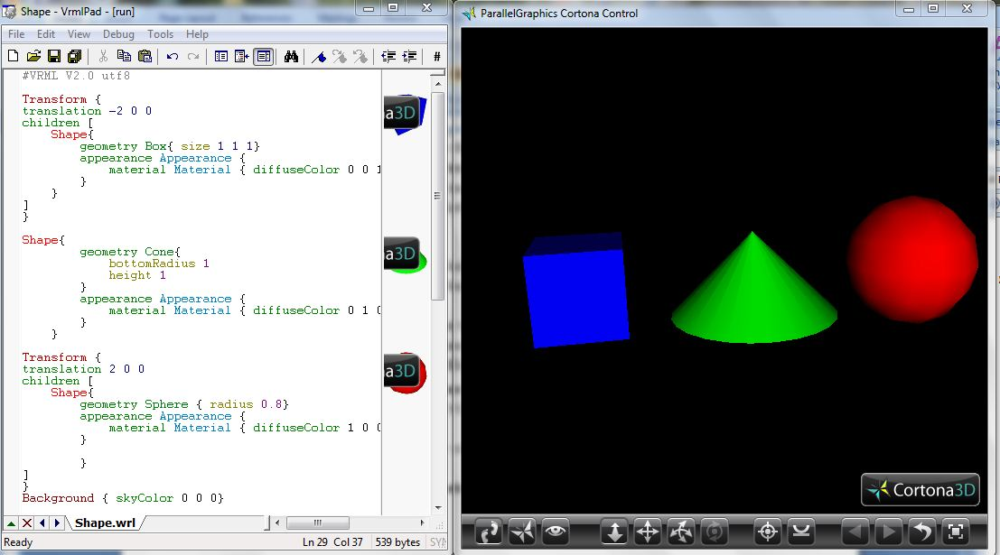 Shape - VrmlPad - [run]
File Edit View Debug Tools Help
#
#VRML V2.0 utf8
Transform {
translation -2 0 0
children [
Shape{
geometry Box{ size 1 1 1}
appearance Appearance {
material Material { diffuseColor 0 0 1
}
}
]
}
Shape{
geometry Cone{
bottomRadius 1
height 1
}
appearance Appearance {
material Material { diffuseColor 0 1 0
}
}
Transform {
translation 2 0 0
children [
Shape{
geometry Sphere { radius 0.8}
appearance Appearance {
material Material { diffuseColor 1 0 0
}
}
]
}
Background { skyColor 0 0 0}
a3D
a3D
a3D
Shape.wrl
Ready
Ln 29 Col 37 539 bytes SYN
ParallelGraphics Cortona Control
Cortona3D